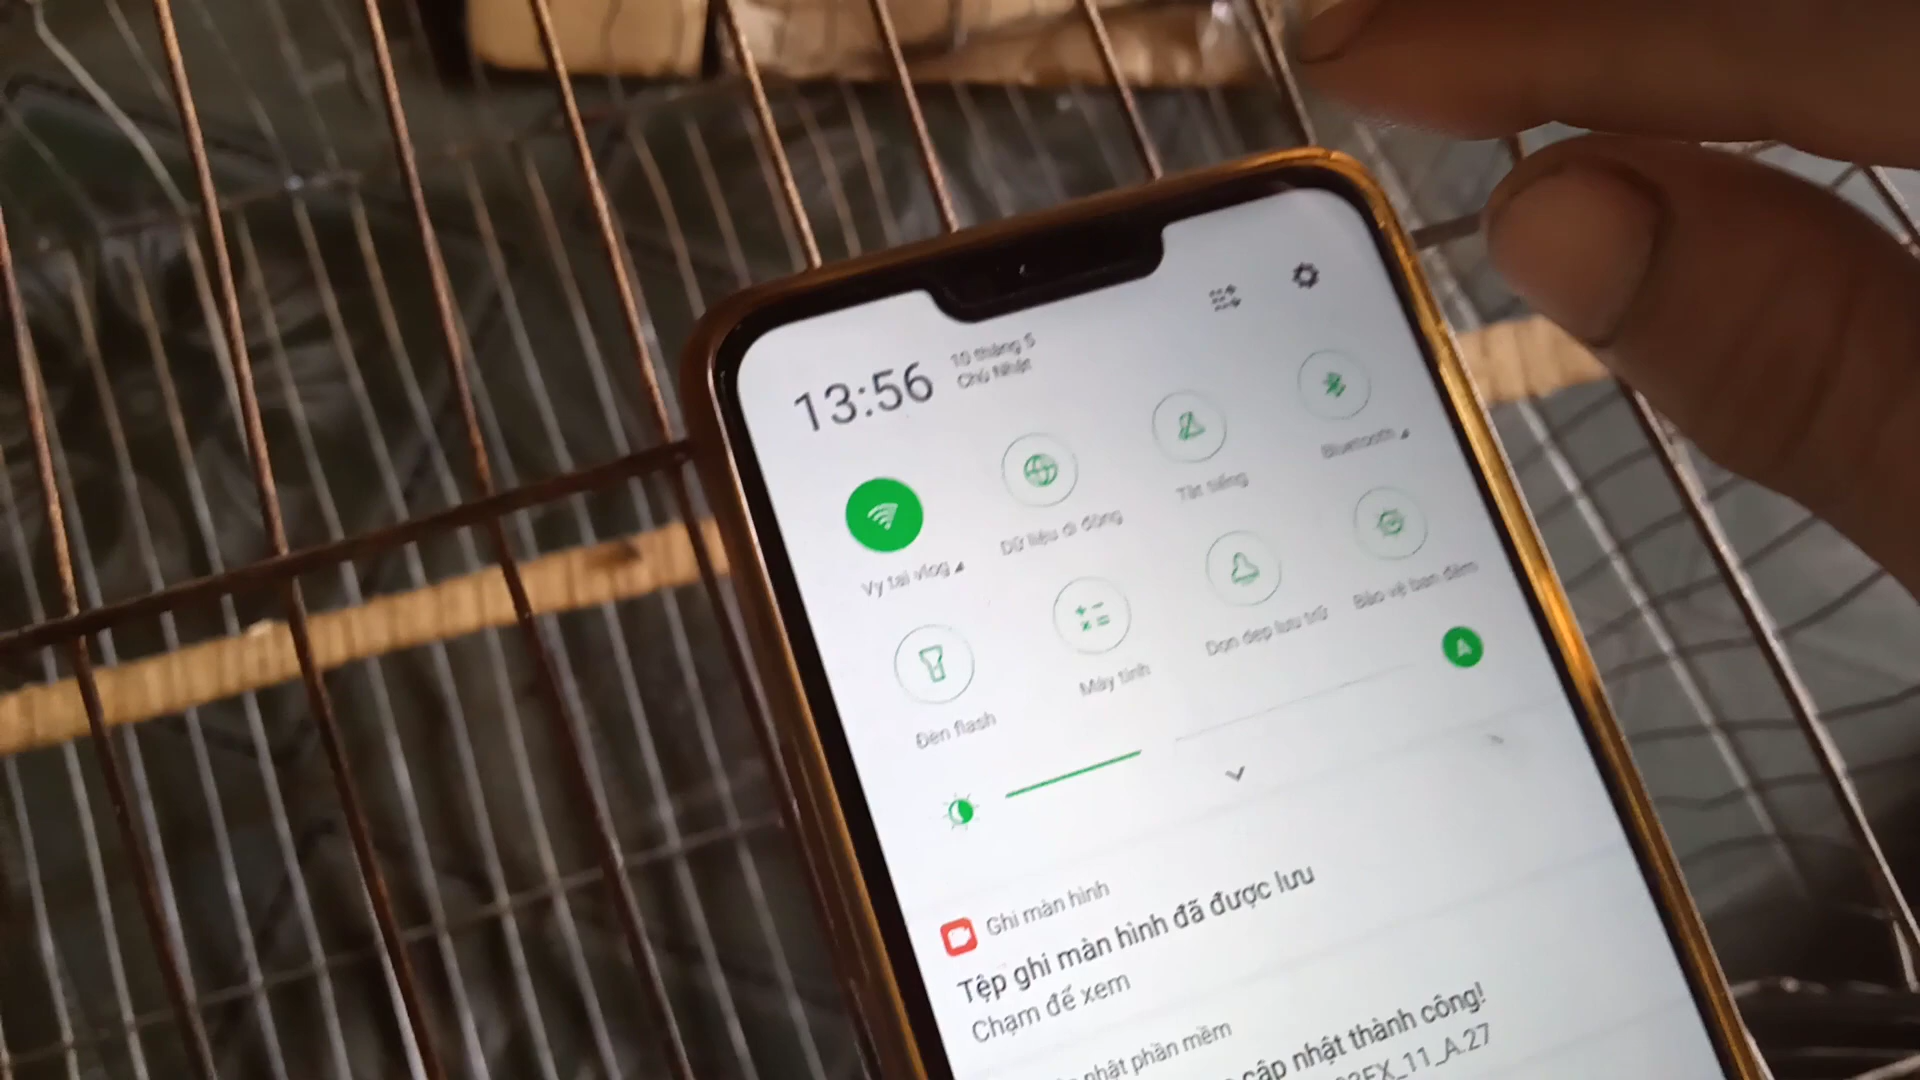 13:56
10 tháng 5
Chủ Nhật
Vy tai vlog
Dữ liệu di động
Tắt tiếng
Bluetooth
Đèn flash
Máy tính
Dọn dẹp lưu trữ
Bảo vệ ban đêm
A
Ghi màn hình
Tệp ghi màn hình đã được lưu
Chạm để xem
nhật phần mềm
cập nhật thành công!
EX_11_A.27